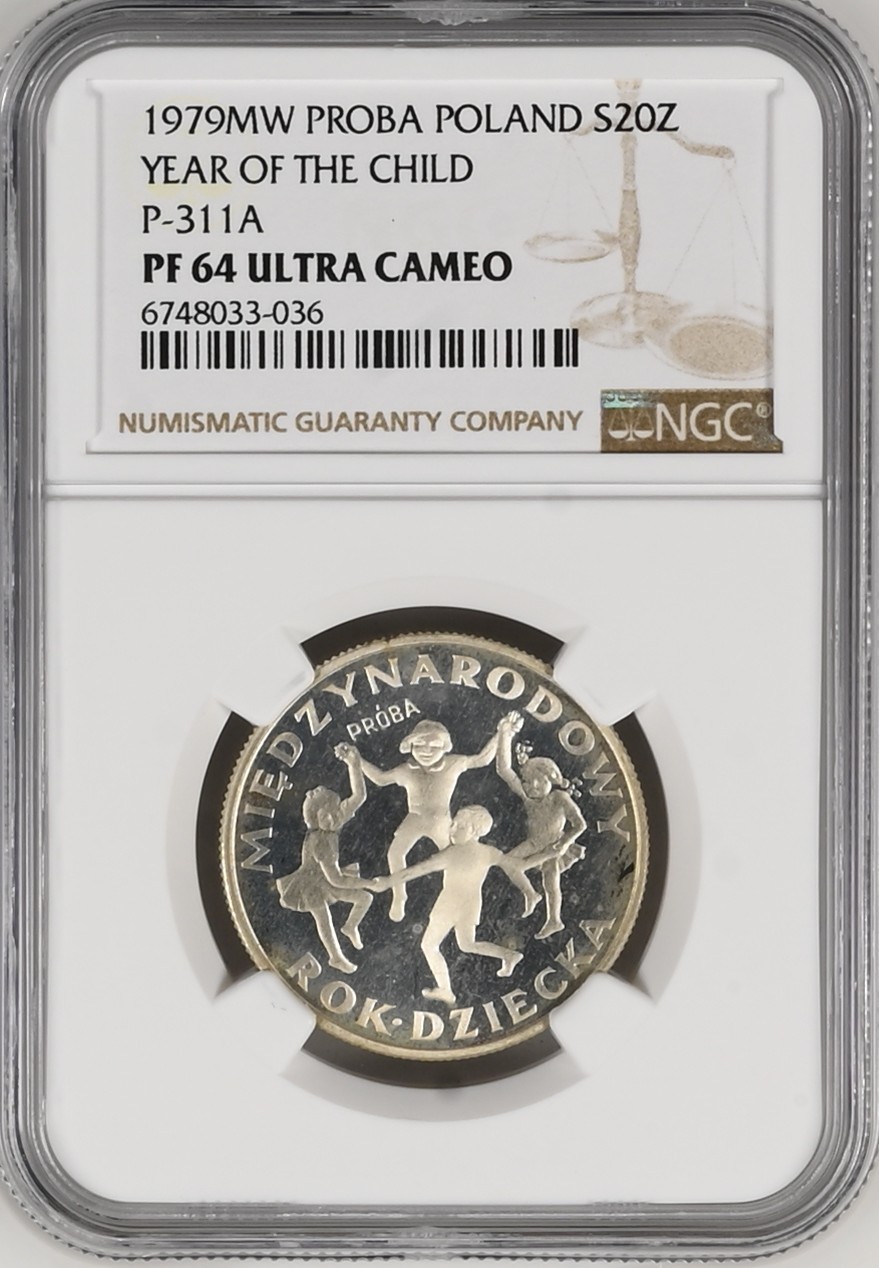 1979MW PROBA POLAND S20Z
YEAR OF THE CHILD
P-311A
PF 64 ULTRA CAMEO
6748033-036
NUMISMATIC GUARANTY COMPANY
NGC®
MIĘDZYNARODOWY
PRÓBA
ROK·DZIECKA